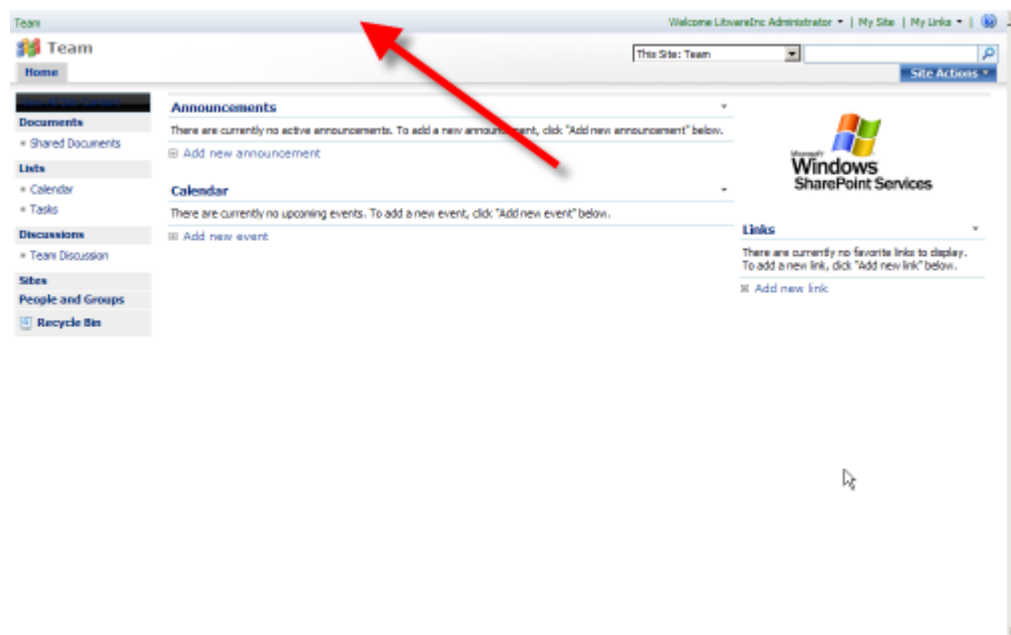 Team
Welcome LitwareInc Administrator | My Site | My Links |
Team
This Site: Team
Home
Site Actions
Announcements
There are currently no active announcements. To add a new announcement, click "Add new announcement" below.
Add new announcement
Calendar
There are currently no upcoming events. To add a new event, click "Add new event" below.
Add new event
Documents
Shared Documents
Lists
Calendar
Tasks
Discussions
Team Discussion
Sites
People and Groups
Recycle Bin
Microsoft
Windows
SharePoint Services
Links
There are currently no favorite links to display.
To add a new link, click "Add new link" below.
Add new link